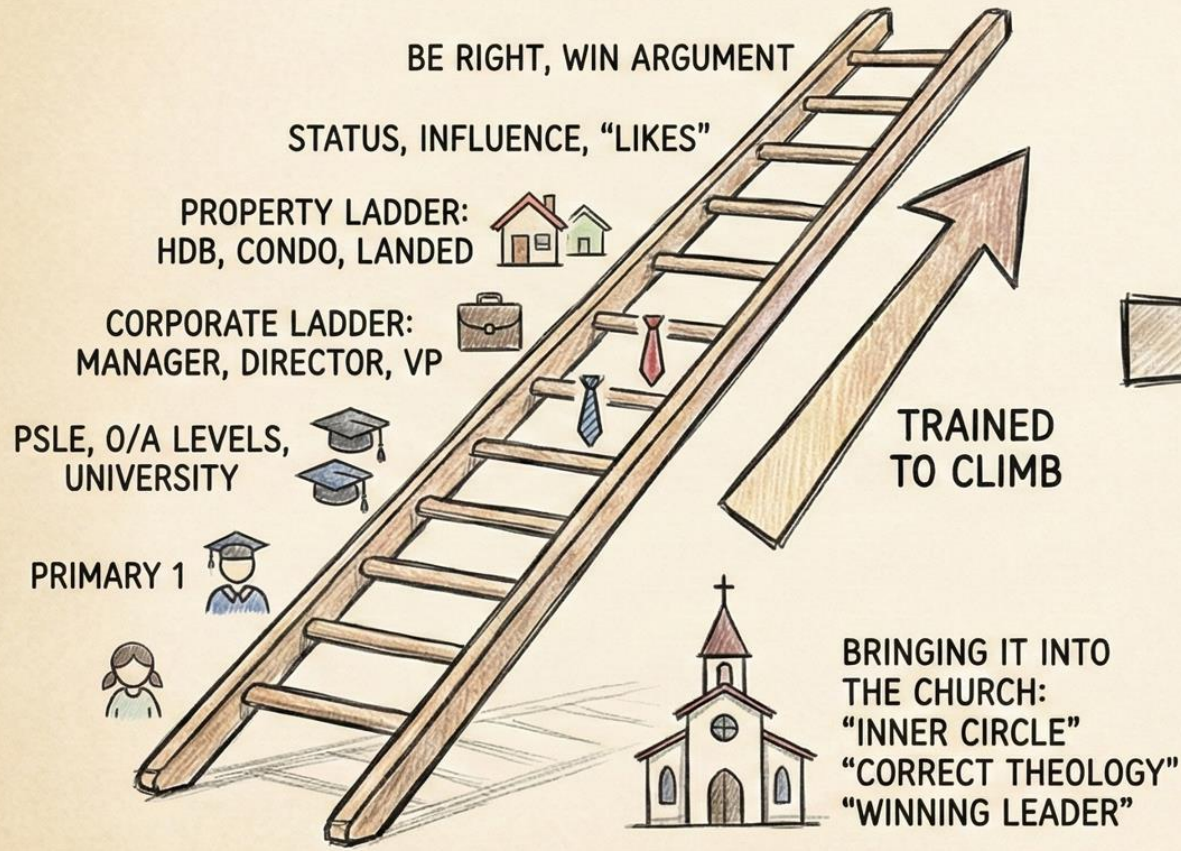 BE RIGHT, WIN ARGUMENT
STATUS, INFLUENCE, “LIKES”
PROPERTY LADDER:
HDB, CONDO, LANDED
CORPORATE LADDER:
MANAGER, DIRECTOR, VP
PSLE, O/A LEVELS,
UNIVERSITY
PRIMARY 1
TRAINED
TO CLIMB
BRINGING IT INTO
THE CHURCH:
“INNER CIRCLE”
“CORRECT THEOLOGY”
“WINNING LEADER”